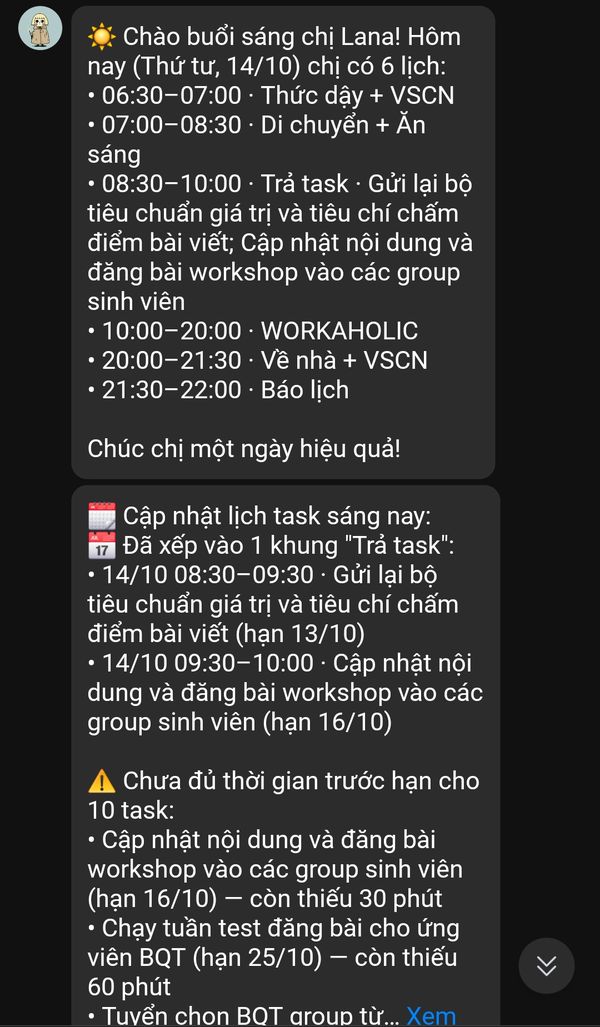 ☀️ Chào buổi sáng chị Lana! Hôm
nay (Thứ tư, 14/10) chị có 6 lịch:
• 06:30–07:00 · Thức dậy + VSCN
• 07:00–08:30 · Di chuyển + Ăn
sáng
• 08:30–10:00 · Trả task · Gửi lại bộ
tiêu chuẩn giá trị và tiêu chí chấm
điểm bài viết; Cập nhật nội dung và
đăng bài workshop vào các group
sinh viên
• 10:00–20:00 · WORKAHOLIC
• 20:00–21:30 · Về nhà + VSCN
• 21:30–22:00 · Báo lịch
Chúc chị một ngày hiệu quả!
🗓️ Cập nhật lịch task sáng nay:
📅 Đã xếp vào 1 khung "Trả task":
• 14/10 08:30–09:30 · Gửi lại bộ
tiêu chuẩn giá trị và tiêu chí chấm
điểm bài viết (hạn 13/10)
• 14/10 09:30–10:00 · Cập nhật nội
dung và đăng bài workshop vào các
group sinh viên (hạn 16/10)
⚠️ Chưa đủ thời gian trước hạn cho
10 task:
• Cập nhật nội dung và đăng bài
workshop vào các group sinh viên
(hạn 16/10) — còn thiếu 30 phút
• Chạy tuần test đăng bài cho ứng
viên BQT (hạn 25/10) — còn thiếu
60 phút
• Tuyển chọn BQT group từ... Xem